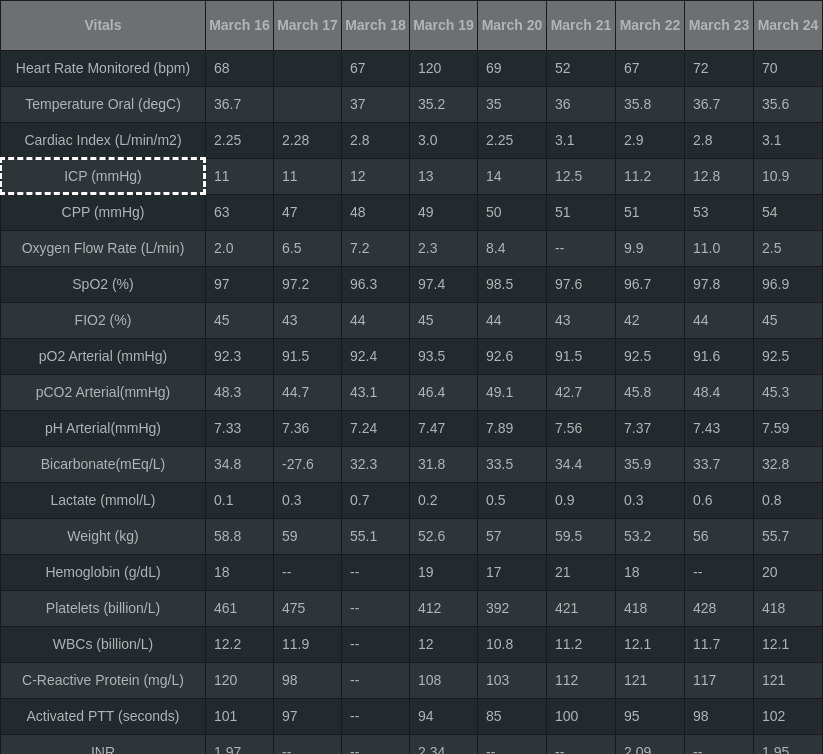 Vitals March 16 March 17 March 18 March 19 March 20 March 21 March 22 March 23 March 24
Heart Rate Monitored (bpm) 68 67 120 69 52 67 72 70
Temperature Oral (degC) 36.7 37 35.2 35 36 35.8 36.7 35.6
Cardiac Index (L/min/m2) 2.25 2.28 2.8 3.0 2.25 3.1 2.9 2.8 3.1
ICP (mmHg) 11 11 12 13 14 12.5 11.2 12.8 10.9
CPP (mmHg) 63 47 48 49 50 51 51 53 54
Oxygen Flow Rate (L/min) 2.0 6.5 7.2 2.3 8.4 -- 9.9 11.0 2.5
SpO2 (%) 97 97.2 96.3 97.4 98.5 97.6 96.7 97.8 96.9
FIO2 (%) 45 43 44 45 44 43 42 44 45
pO2 Arterial (mmHg) 92.3 91.5 92.4 93.5 92.6 91.5 92.5 91.6 92.5
pCO2 Arterial(mmHg) 48.3 44.7 43.1 46.4 49.1 42.7 45.8 48.4 45.3
pH Arterial(mmHg) 7.33 7.36 7.24 7.47 7.89 7.56 7.37 7.43 7.59
Bicarbonate(mEq/L) 34.8 -27.6 32.3 31.8 33.5 34.4 35.9 33.7 32.8
Lactate (mmol/L) 0.1 0.3 0.7 0.2 0.5 0.9 0.3 0.6 0.8
Weight (kg) 58.8 59 55.1 52.6 57 59.5 53.2 56 55.7
Hemoglobin (g/dL) 18 -- -- 19 17 21 18 -- 20
Platelets (billion/L) 461 475 -- 412 392 421 418 428 418
WBCs (billion/L) 12.2 11.9 -- 12 10.8 11.2 12.1 11.7 12.1
C-Reactive Protein (mg/L) 120 98 -- 108 103 112 121 117 121
Activated PTT (seconds) 101 97 -- 94 85 100 95 98 102
INR 1.97 -- -- 2.34 -- -- 2.09 -- 1.95